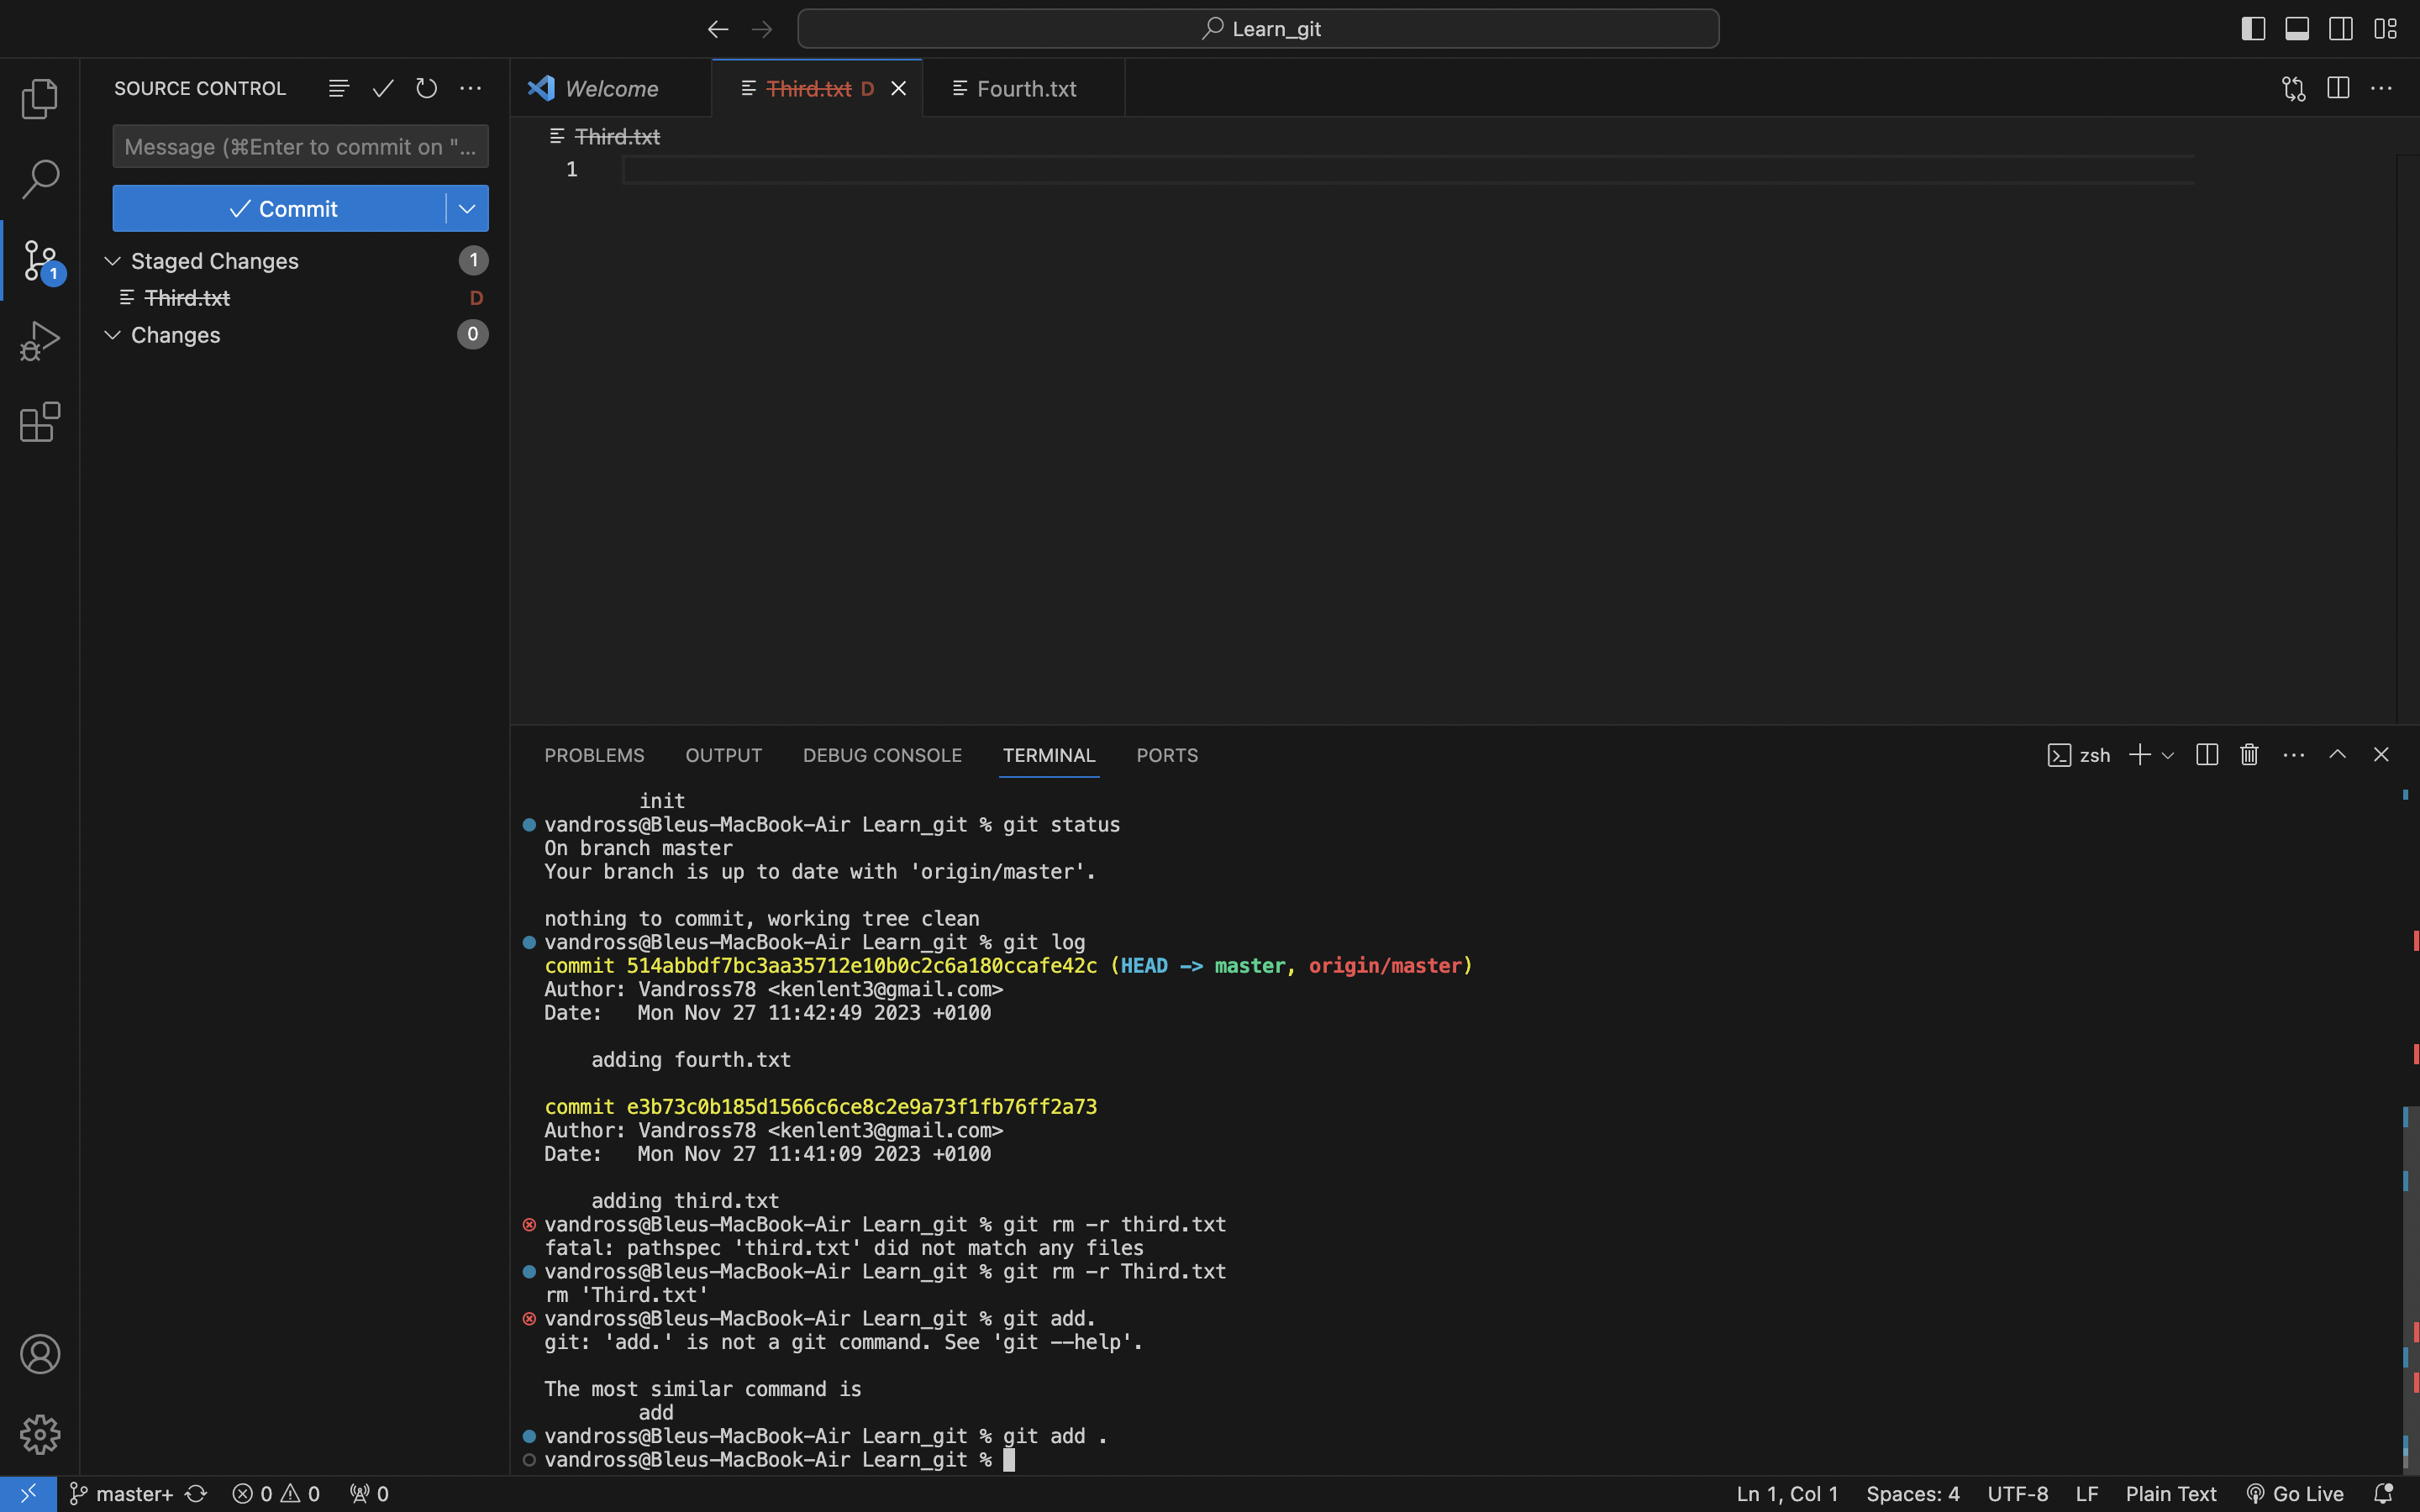 Learn_git
SOURCE CONTROL
Message (⌘Enter to commit on "...
Commit
Staged Changes 1
Third.txt D
Changes 0
1
Welcome
Third.txt D
Fourth.txt
Third.txt
1
PROBLEMS OUTPUT DEBUG CONSOLE TERMINAL PORTS
zsh
init
vandross@Bleus-MacBook-Air Learn_git % git status
On branch master
Your branch is up to date with 'origin/master'.
nothing to commit, working tree clean
vandross@Bleus-MacBook-Air Learn_git % git log
commit 514abbdf7bc3aa35712e10b0c2c6a180ccafe42c (HEAD -> master, origin/master)
Author: Vandross78 <kenlent3@gmail.com>
Date:   Mon Nov 27 11:42:49 2023 +0100
adding fourth.txt
commit e3b73c0b185d1566c6ce8c2e9a73f1fb76ff2a73
Author: Vandross78 <kenlent3@gmail.com>
Date:   Mon Nov 27 11:41:09 2023 +0100
adding third.txt
vandross@Bleus-MacBook-Air Learn_git % git rm -r third.txt
fatal: pathspec 'third.txt' did not match any files
vandross@Bleus-MacBook-Air Learn_git % git rm -r Third.txt
rm 'Third.txt'
vandross@Bleus-MacBook-Air Learn_git % git add.
git: 'add.' is not a git command. See 'git --help'.
The most similar command is
add
vandross@Bleus-MacBook-Air Learn_git % git add .
vandross@Bleus-MacBook-Air Learn_git %
master+ 0 0 0 Ln 1, Col 1 Spaces: 4 UTF-8 LF Plain Text Go Live